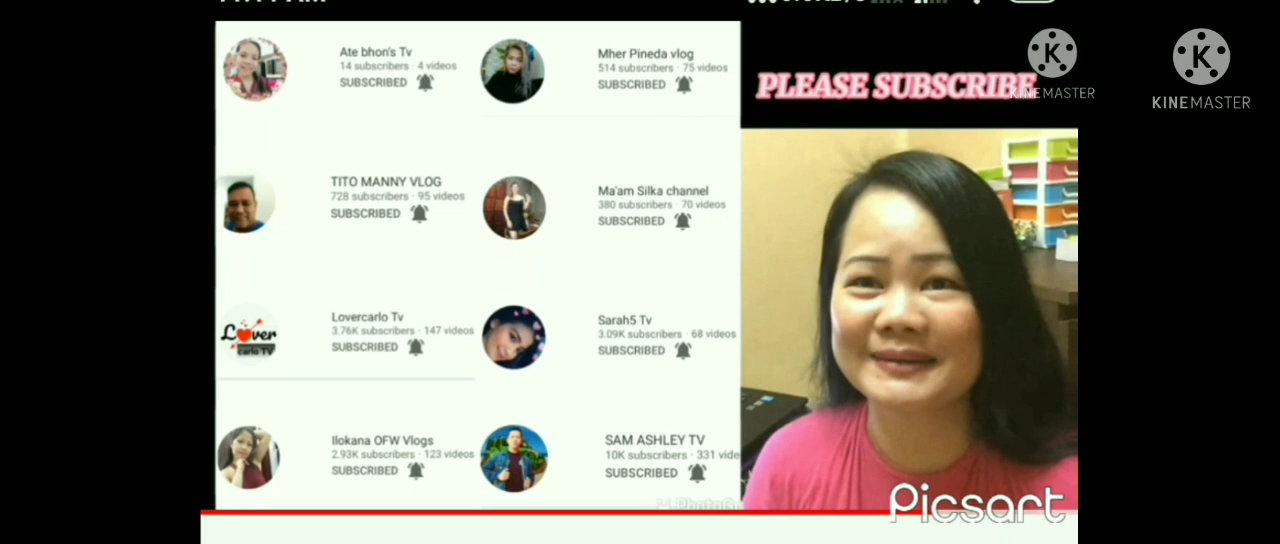 Ate bhon's Tv
14 subscribers · 4 videos
SUBSCRIBED
Mher Pineda vlog
514 subscribers · 75 videos
SUBSCRIBED
TITO MANNY VLOG
728 subscribers · 95 videos
SUBSCRIBED
Ma'am Silka channel
380 subscribers · 70 videos
SUBSCRIBED
Lover
carlo TV
Lovercarlo Tv
3.76K subscribers · 147 videos
SUBSCRIBED
Sarah5 Tv
3.09K subscribers · 68 videos
SUBSCRIBED
Ilokana OFW Vlogs
2.93K subscribers · 123 videos
SUBSCRIBED
SAM ASHLEY TV
10K subscribers · 331 vide
SUBSCRIBED
PLEASE SUBSCRIBE
K
KINEMASTER
K
KINEMASTER
Picsart